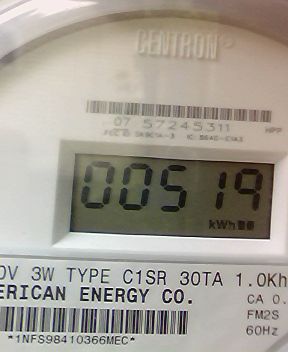 CENTRON®
07 57245311
HPP
00519
kWh
0V 3W TYPE C1SR 30TA 1.0Kh
ERICAN ENERGY CO.
CA 0.
FM2S
60Hz
*1NFS98410366MEC*